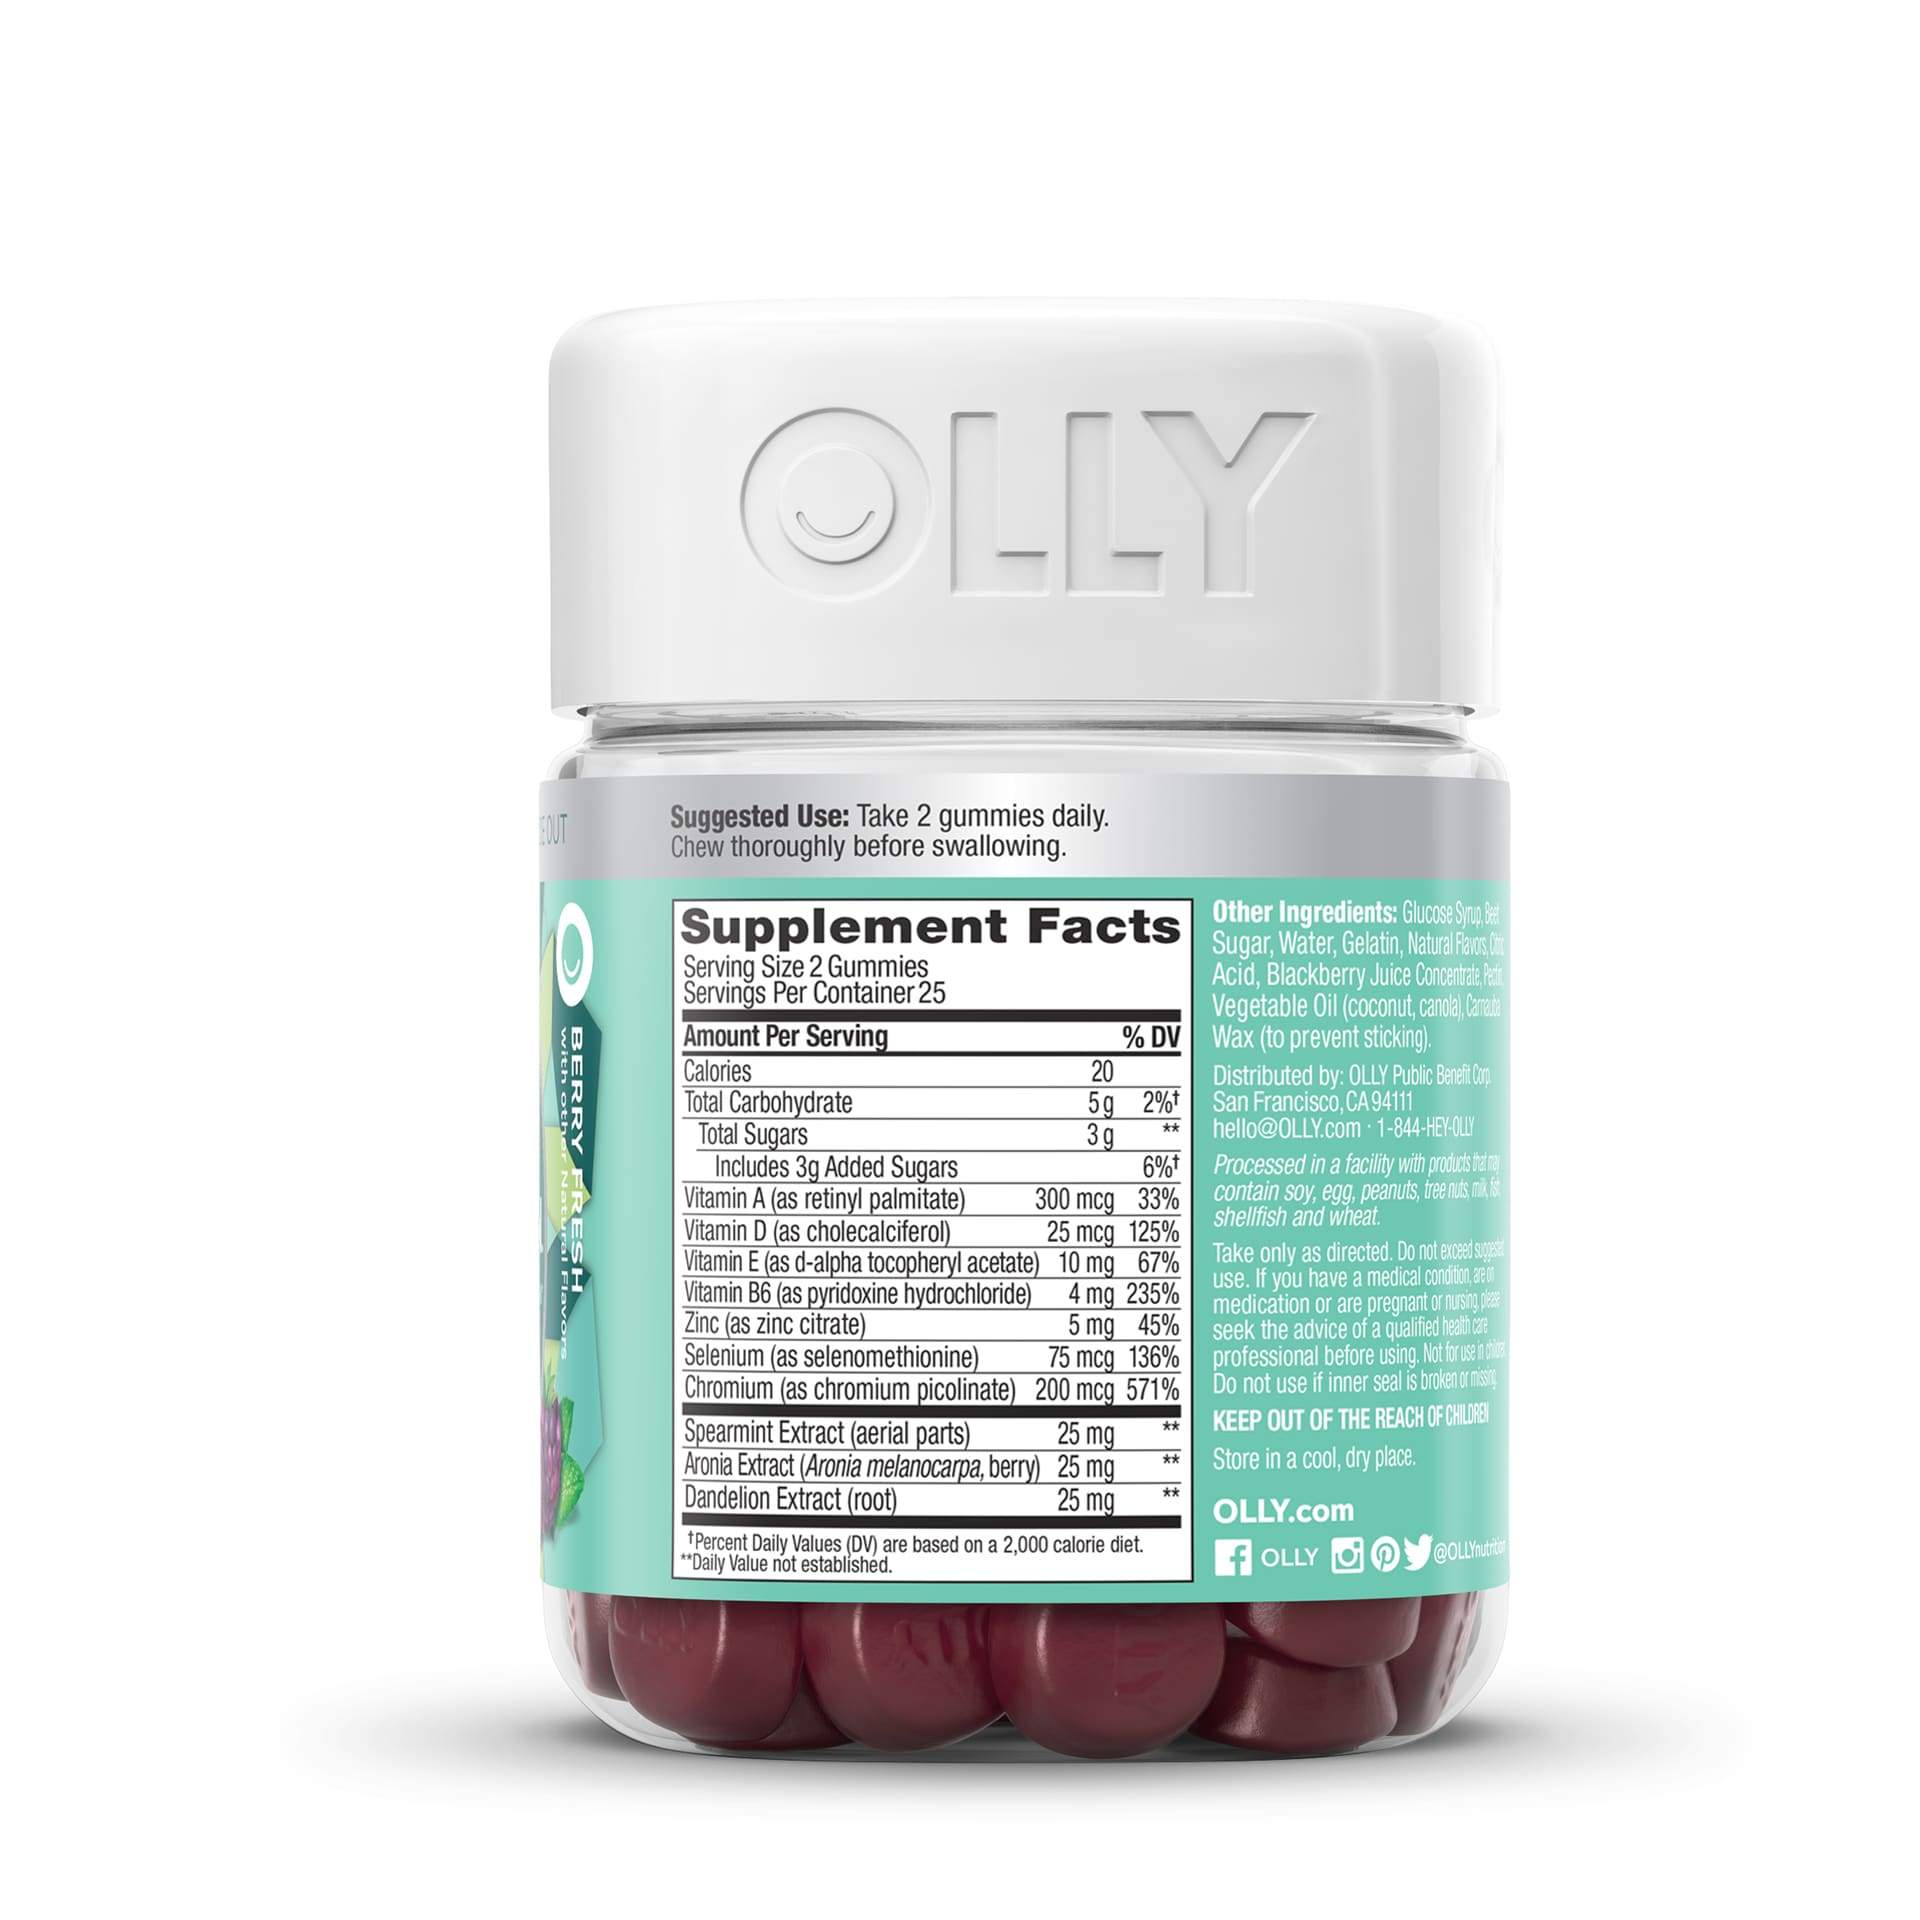 OLLY
E OUT
Suggested Use: Take 2 gummies daily.
Chew thoroughly before swallowing.
BERRY FRESH
with other Natural Flavors
Supplement Facts
Serving Size 2 Gummies
Servings Per Container 25
Amount Per Serving % DV
Calories 20
Total Carbohydrate 5 g 2%†
Total Sugars 3 g **
Includes 3g Added Sugars 6%†
Vitamin A (as retinyl palmitate) 300 mcg 33%
Vitamin D (as cholecalciferol) 25 mcg 125%
Vitamin E (as d-alpha tocopheryl acetate) 10 mg 67%
Vitamin B6 (as pyridoxine hydrochloride) 4 mg 235%
Zinc (as zinc citrate) 5 mg 45%
Selenium (as selenomethionine) 75 mcg 136%
Chromium (as chromium picolinate) 200 mcg 571%
Spearmint Extract (aerial parts) 25 mg **
Aronia Extract (Aronia melanocarpa, berry) 25 mg **
Dandelion Extract (root) 25 mg **
†Percent Daily Values (DV) are based on a 2,000 calorie diet.
**Daily Value not established.
Other Ingredients: Glucose Syrup, Beet
Sugar, Water, Gelatin, Natural Flavors, Citric
Acid, Blackberry Juice Concentrate, Pectin,
Vegetable Oil (coconut, canola), Carnauba
Wax (to prevent sticking).
Distributed by: OLLY Public Benefit Corp.
San Francisco, CA 94111
hello@OLLY.com · 1-844-HEY-OLLY
Processed in a facility with products that may
contain soy, egg, peanuts, tree nuts, milk, fish,
shellfish and wheat.
Take only as directed. Do not exceed suggested
use. If you have a medical condition, are on
medication or are pregnant or nursing, please
seek the advice of a qualified health care
professional before using. Not for use in children.
Do not use if inner seal is broken or missing.
KEEP OUT OF THE REACH OF CHILDREN
Store in a cool, dry place.
OLLY.com
OLLY @OLLYnutrition